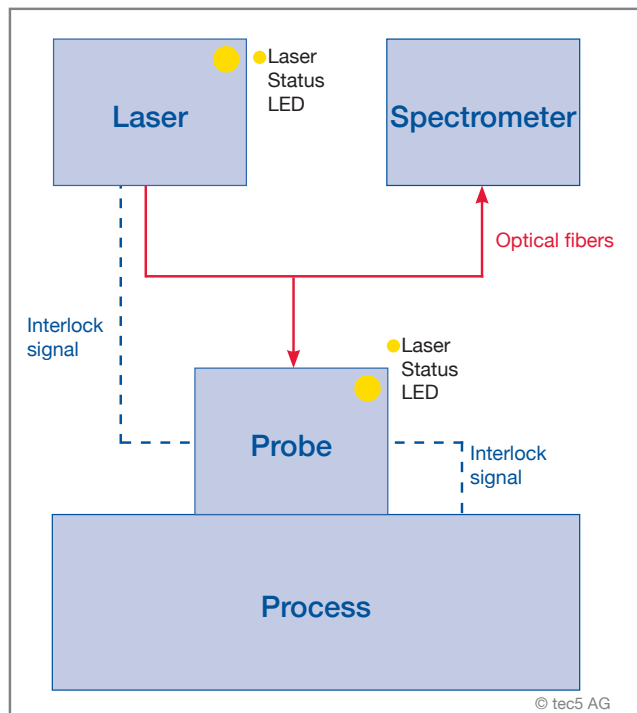 Laser
Laser
Status
LED
Spectrometer
Optical fibers
Interlock
signal
Laser
Status
LED
Probe
Interlock
signal
Process
© tec5 AG